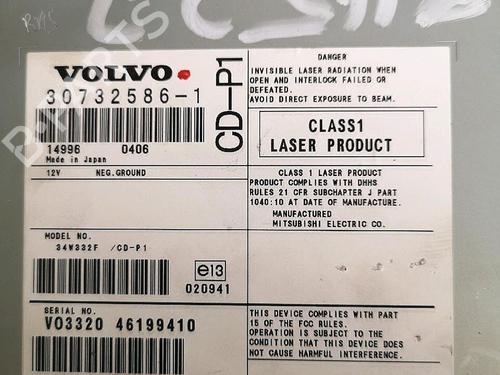 VOLVO
30732586-1
14996 0406
Made in Japan
12V NEG.GROUND
MODEL NO.
34W332F /CD-P1
e13
020941
SERIAL NO.
VO3320 46199410
CD-P1
DANGER
INVISIBLE LASER RADIATION WHEN
OPEN AND INTERLOCK FAILED OR
DEFEATED.
AVOID DIRECT EXPOSURE TO BEAM.
CLASS1
LASER PRODUCT
CLASS 1 LASER PRODUCT
PRODUCT COMPLIES WITH DHHS
RULES 21 CFR SUBCHAPTER J PART
1040:10 AT DATE OF MANUFACTURE.
MANUFACTURED
MITSUBISHI ELECTRIC CO.
THIS DEVICE COMPLIES WITH PART
15 OF THE FCC RULES.
OPERATION IS SUBJECT TO THE
CONDITION THAT THIS DEVICE DOES
NOT CAUSE HARMFUL INTERFERENCE.